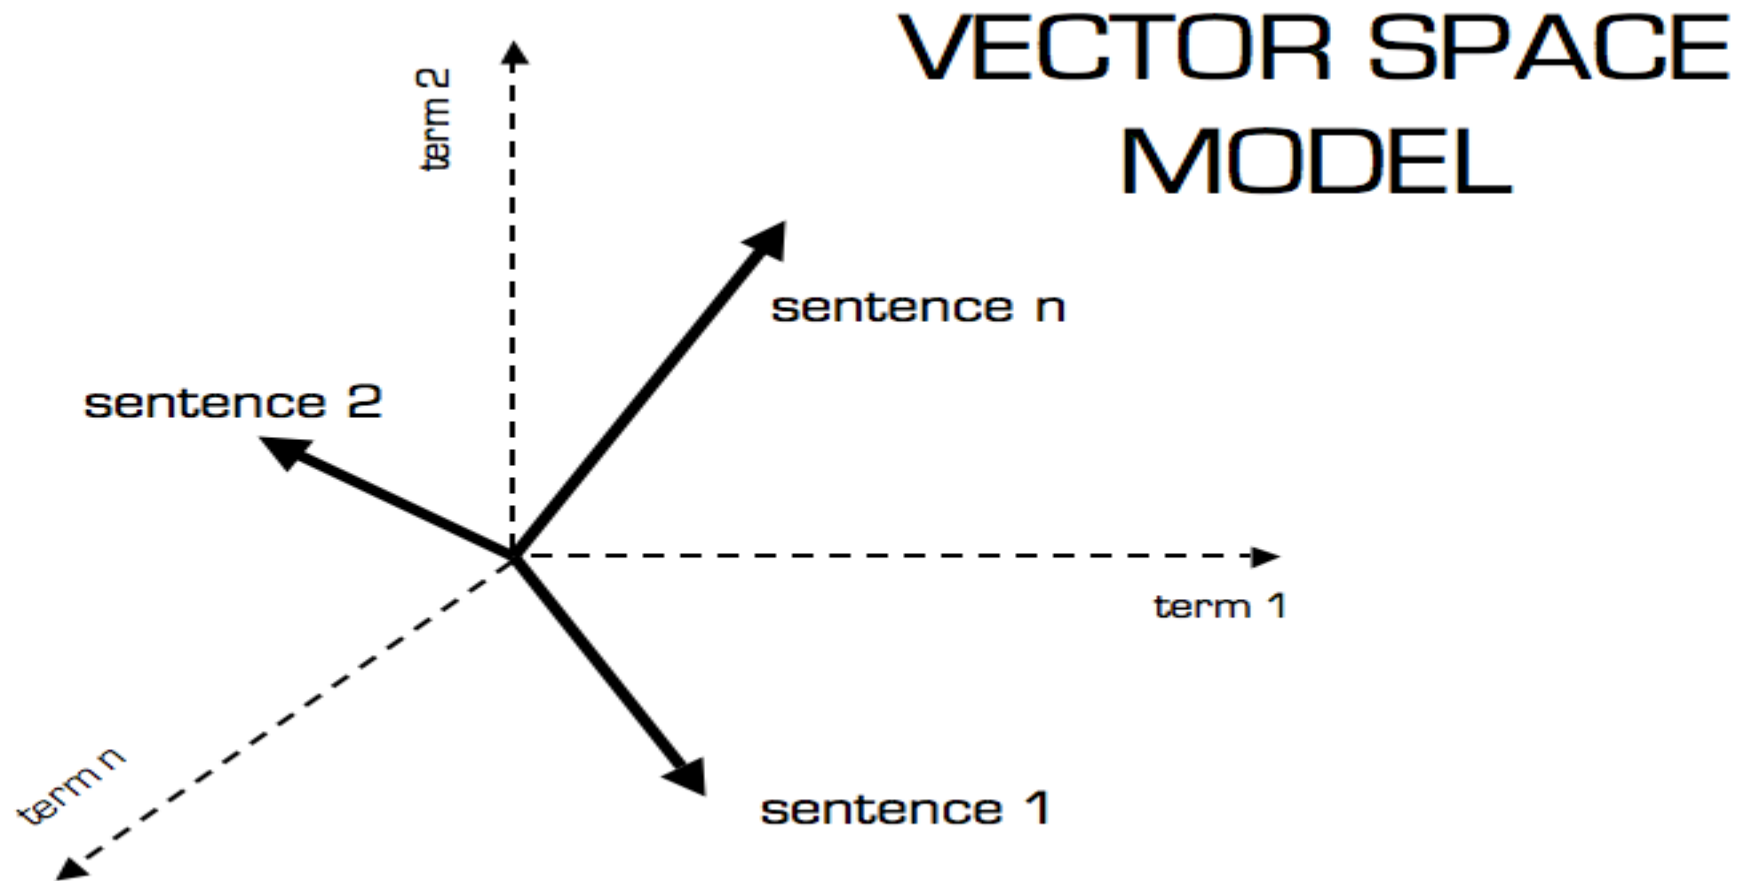 VECTOR SPACE
MODEL
term 2
sentence n
sentence 2
term 1
term n
sentence 1